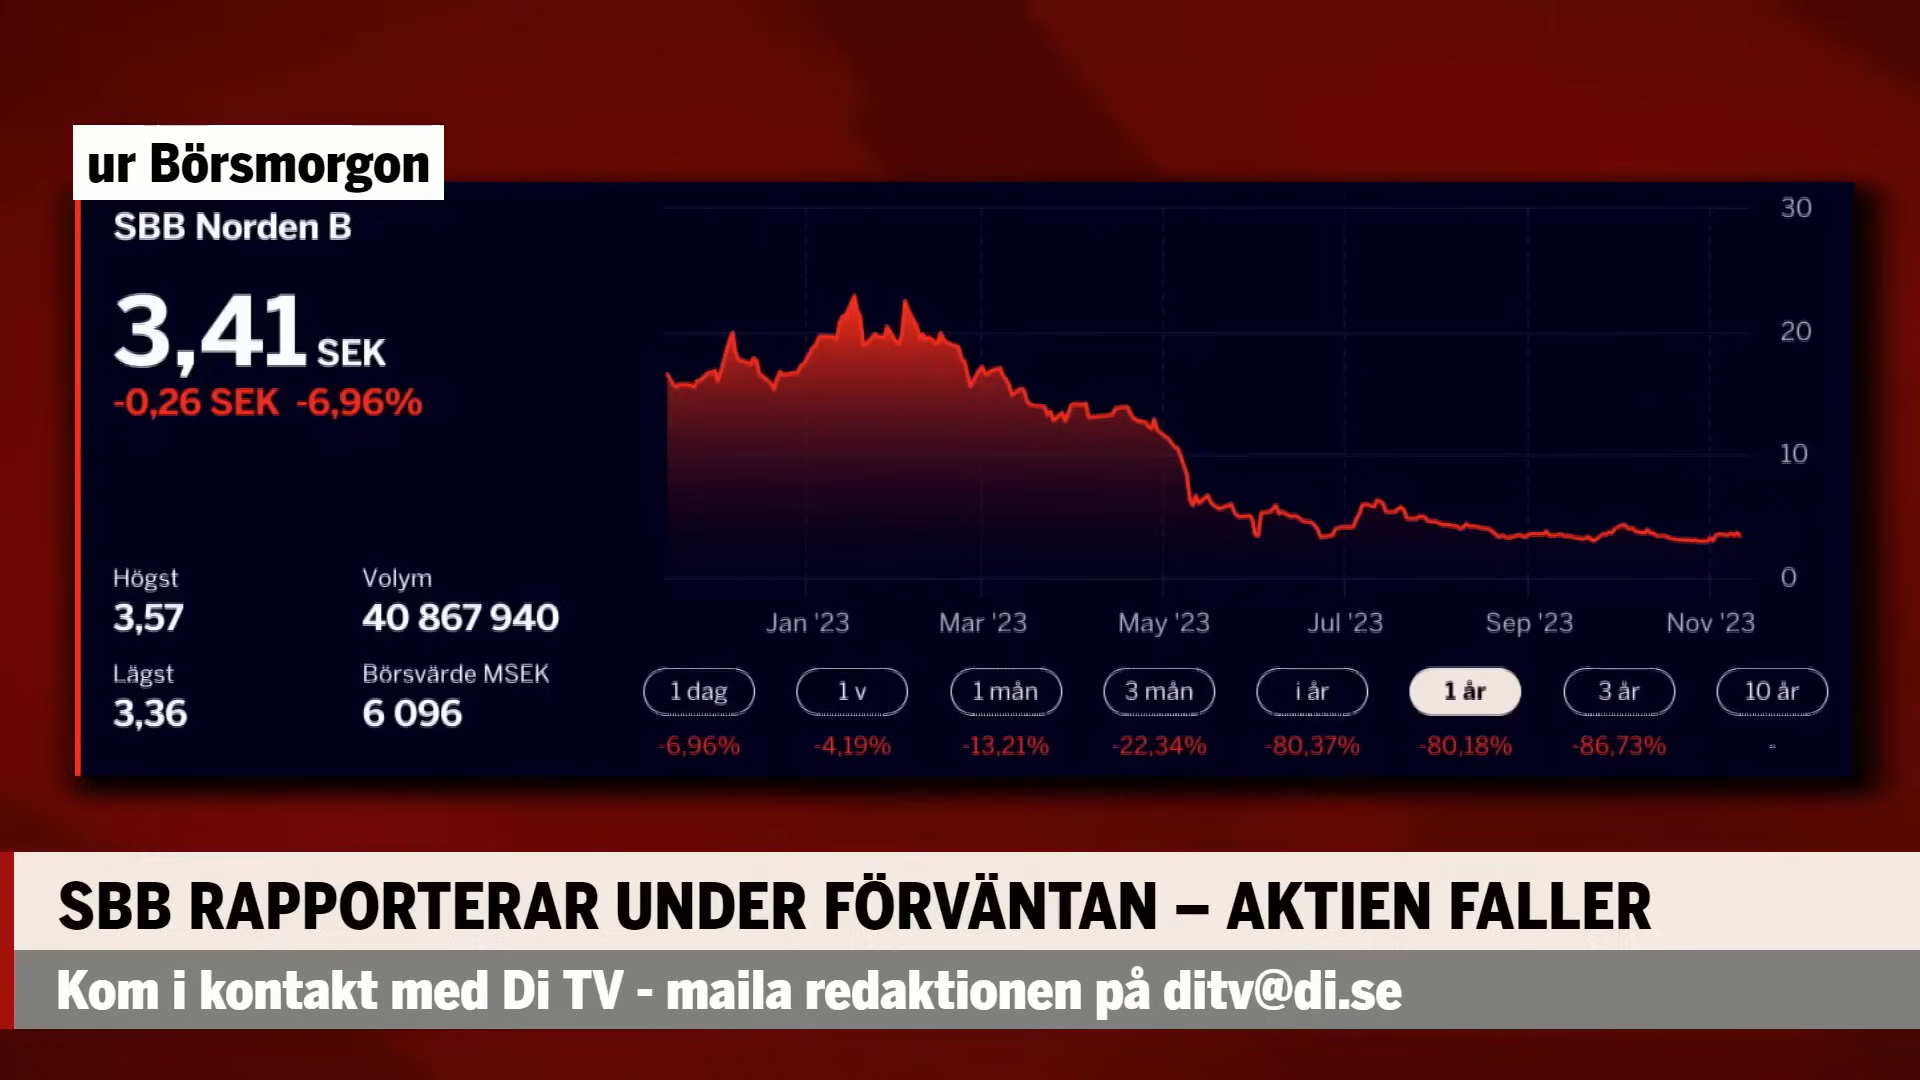 ur Börsmorgon
SBB Norden B
3,41 SEK
-0,26 SEK -6,96%
Högst
3,57
Volym
40 867 940
Lägst
3,36
Börsvärde MSEK
6 096
30
20
10
0
Jan '23 Mar '23 May '23 Jul '23 Sep '23 Nov '23
1 dag 1 v 1 mån 3 mån i år 1 år 3 år 10 år
-6,96% -4,19% -13,21% -22,34% -80,37% -80,18% -86,73% -
SBB RAPPORTERAR UNDER FÖRVÄNTAN – AKTIEN FALLER
Kom i kontakt med Di TV - maila redaktionen på ditv@di.se